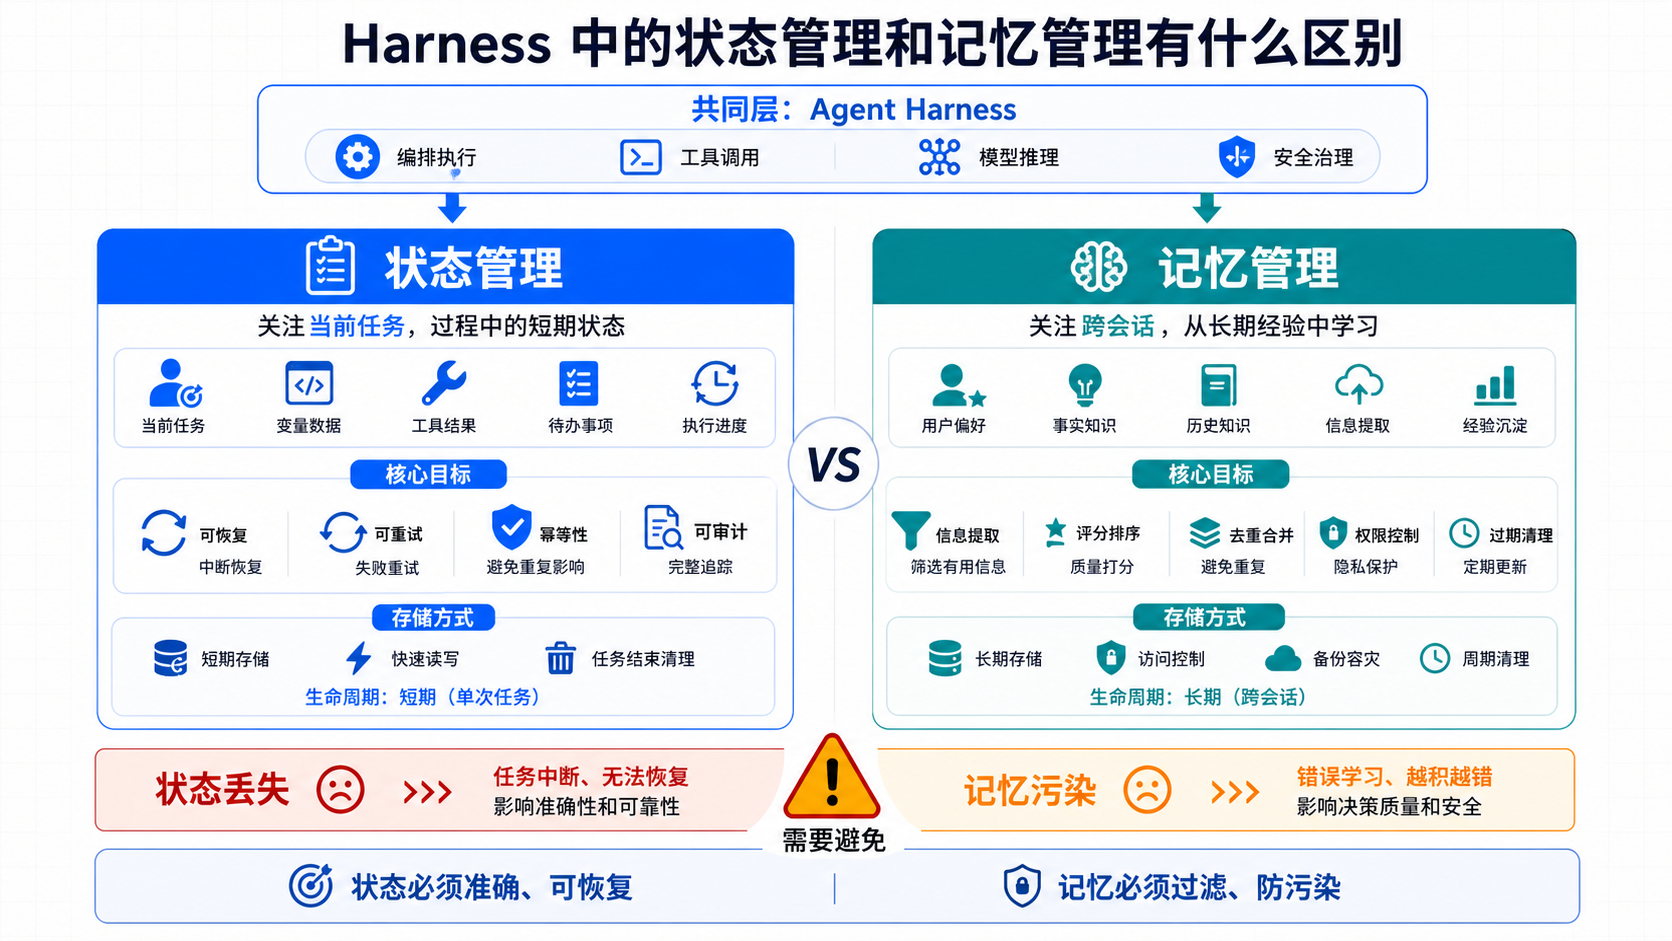 Harness 中的状态管理和记忆管理有什么区别
共同层：Agent Harness
编排执行
工具调用
模型推理
安全治理
状态管理
关注当前任务，过程中的短期状态
当前任务
变量数据
工具结果
待办事项
执行进度
核心目标
可恢复
中断恢复
可重试
失败重试
幂等性
避免重复影响
可审计
完整追踪
存储方式
短期存储
快速读写
任务结束清理
生命周期：短期（单次任务）
VS
记忆管理
关注跨会话，从长期经验中学习
用户偏好
事实知识
历史知识
信息提取
经验沉淀
核心目标
信息提取
筛选有用信息
评分排序
质量打分
去重合并
避免重复
权限控制
隐私保护
过期清理
定期更新
存储方式
长期存储
访问控制
备份容灾
周期清理
生命周期：长期（跨会话）
状态丢失
任务中断、无法恢复
影响准确性和可靠性
需要避免
记忆污染
错误学习、越积越错
影响决策质量和安全
状态必须准确、可恢复
记忆必须过滤、防污染